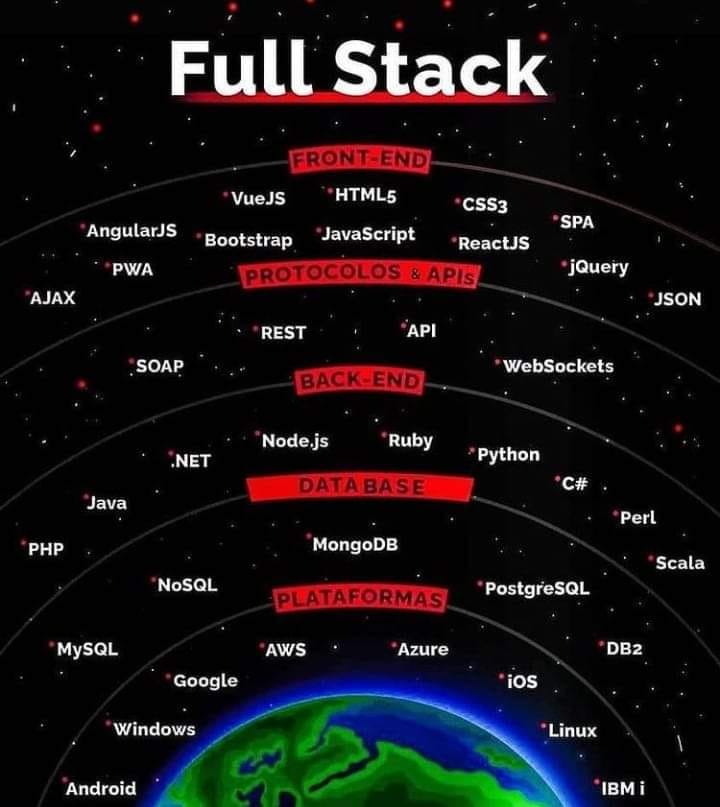 Full Stack
FRONT-END
VueJS
HTML5
CSS3
SPA
AngularJS
Bootstrap
JavaScript
ReactJS
PWA
jQuery
AJAX
JSON
PROTOCOLOS & APIs
REST
API
SOAP
WebSockets
BACK-END
Node.js
Ruby
Python
.NET
C#
Java
Perl
PHP
Scala
DATABASE
MongoDB
NoSQL
PostgreSQL
MySQL
DB2
PLATAFORMAS
AWS
Azure
Google
iOS
Windows
Linux
Android
IBM i